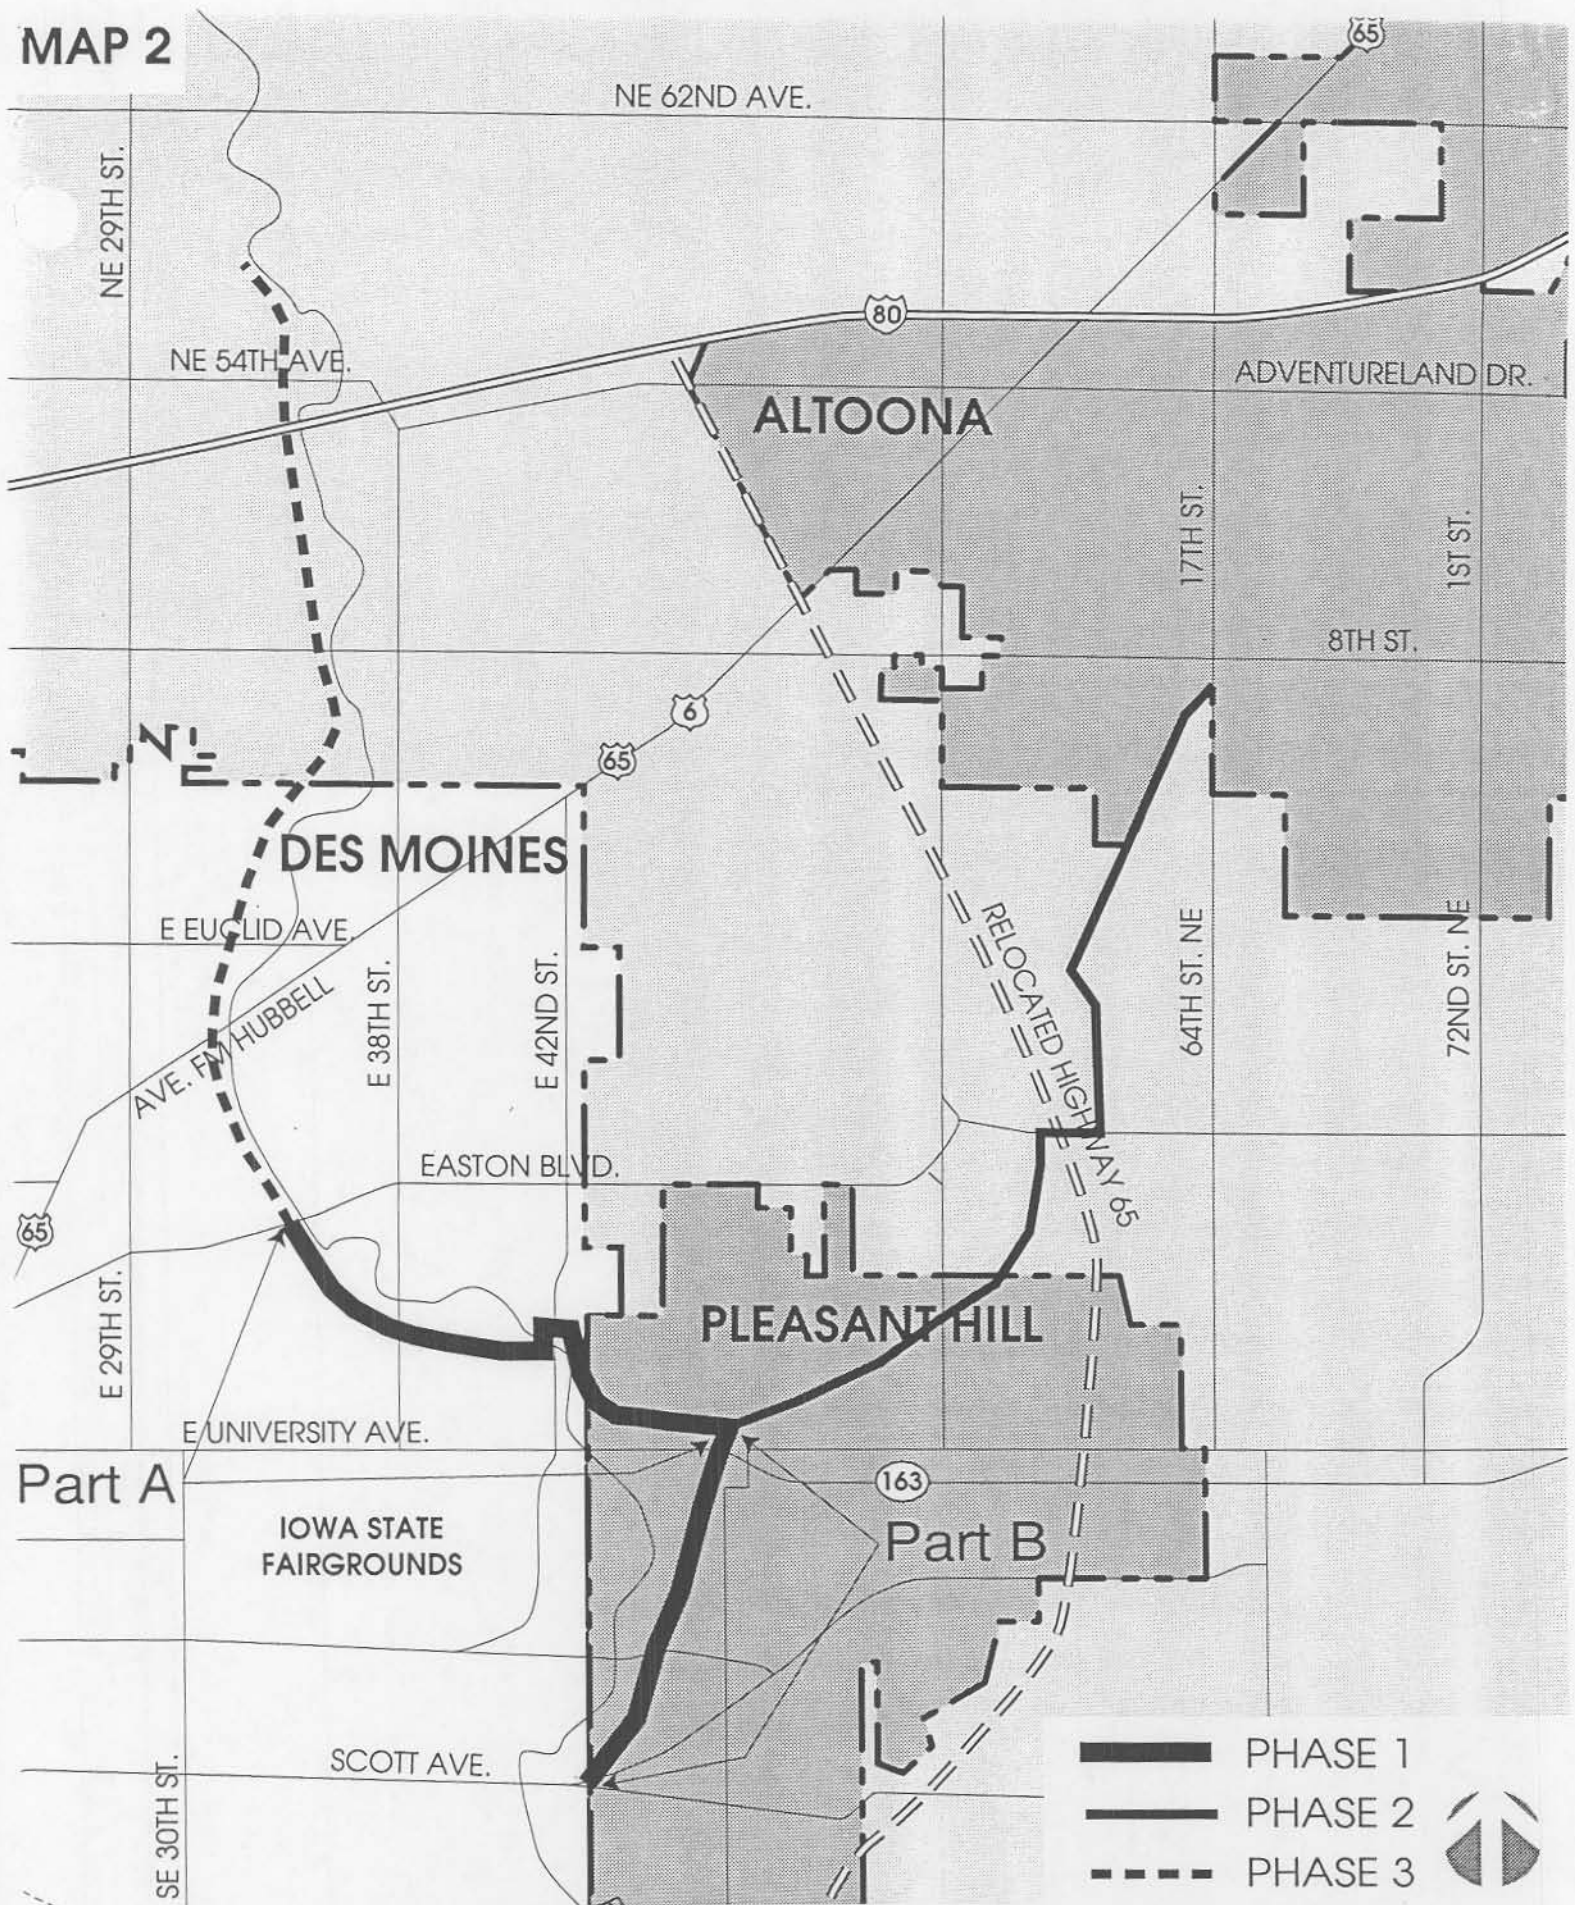 MAP 2
65
NE 62ND AVE.
NE 29TH ST.
80
NE 54TH AVE.
ADVENTURELAND DR.
ALTOONA
17TH ST.
1ST ST.
8TH ST.
6
65
DES MOINES
E EUCLID AVE.
RELOCATED HIGHWAY 65
64TH ST. NE
72ND ST. NE
E 38TH ST.
E 42ND ST.
AVE. FM HUBBELL
EASTON BLVD.
65
E 29TH ST.
PLEASANT HILL
E UNIVERSITY AVE.
Part A
163
IOWA STATE
FAIRGROUNDS
Part B
SCOTT AVE.
SE 30TH ST.
PHASE 1
PHASE 2
PHASE 3